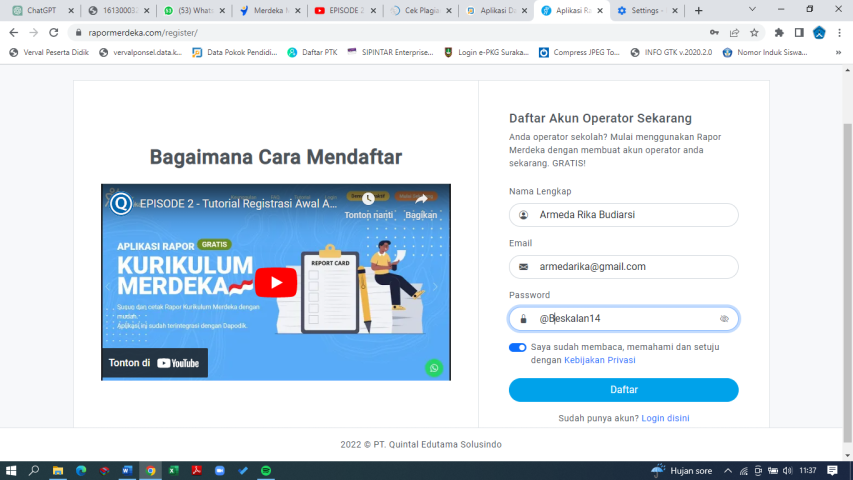 ChatGPT
161300003
(53) What
Merdeka M
EPISODE 2
Cek Plagia
Aplikasi Da
Aplikasi Ra
Settings -
rapormerdeka.com/register/
Verval Peserta Didik
vervalponsel.data.k...
Data Pokok Pendidi...
Daftar PTK
SIPINTAR Enterprise...
Login e-PKG Suraka...
Compress JPEG To...
INFO GTK v.2020.2.0
Nomor Induk Siswa...
Bagaimana Cara Mendaftar
EPISODE 2 - Tutorial Registrasi Awal A...
Tonton nanti
Bagikan
APLIKASI RAPOR GRATIS
KURIKULUM
MERDEKA
Susun dan cetak Rapor Kurikulum Merdeka dengan
mudah.
Aplikasi ini sudah terintegrasi dengan Dapodik.
REPORT CARD
Tonton di YouTube
Daftar Akun Operator Sekarang
Anda operator sekolah? Mulai menggunakan Rapor
Merdeka dengan membuat akun operator anda
sekarang. GRATIS!
Nama Lengkap
Armeda Rika Budiarsi
Email
armedarika@gmail.com
Password
@Beskalan14
Saya sudah membaca, memahami dan setuju
dengan Kebijakan Privasi
Daftar
Sudah punya akun? Login disini
2022 © PT. Quintal Edutama Solusindo
Hujan sore
11:37